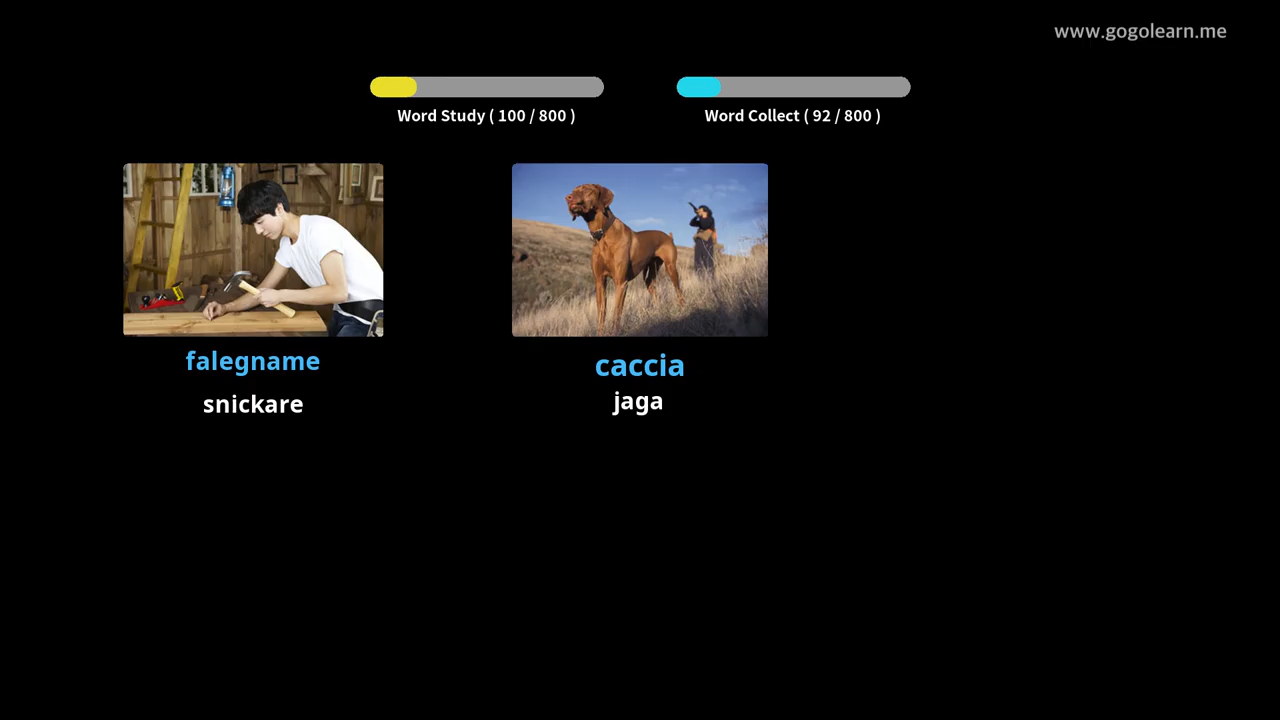 www.gogolearn.me
Word Study ( 100 / 800 )
Word Collect ( 92 / 800 )
falegname
snickare
caccia
jaga